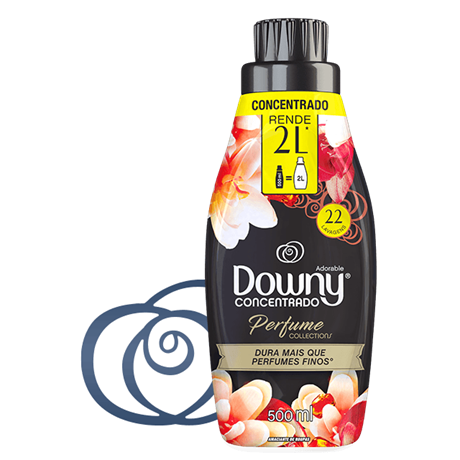 CONCENTRADO
RENDE
2L*
500ml = 2L
22
LAVAGENS
Adorable
Downy
CONCENTRADO
Perfume
COLLECTIONS
DURA MAIS QUE
PERFUMES FINOS*
500 ml
AMACIANTE DE ROUPAS